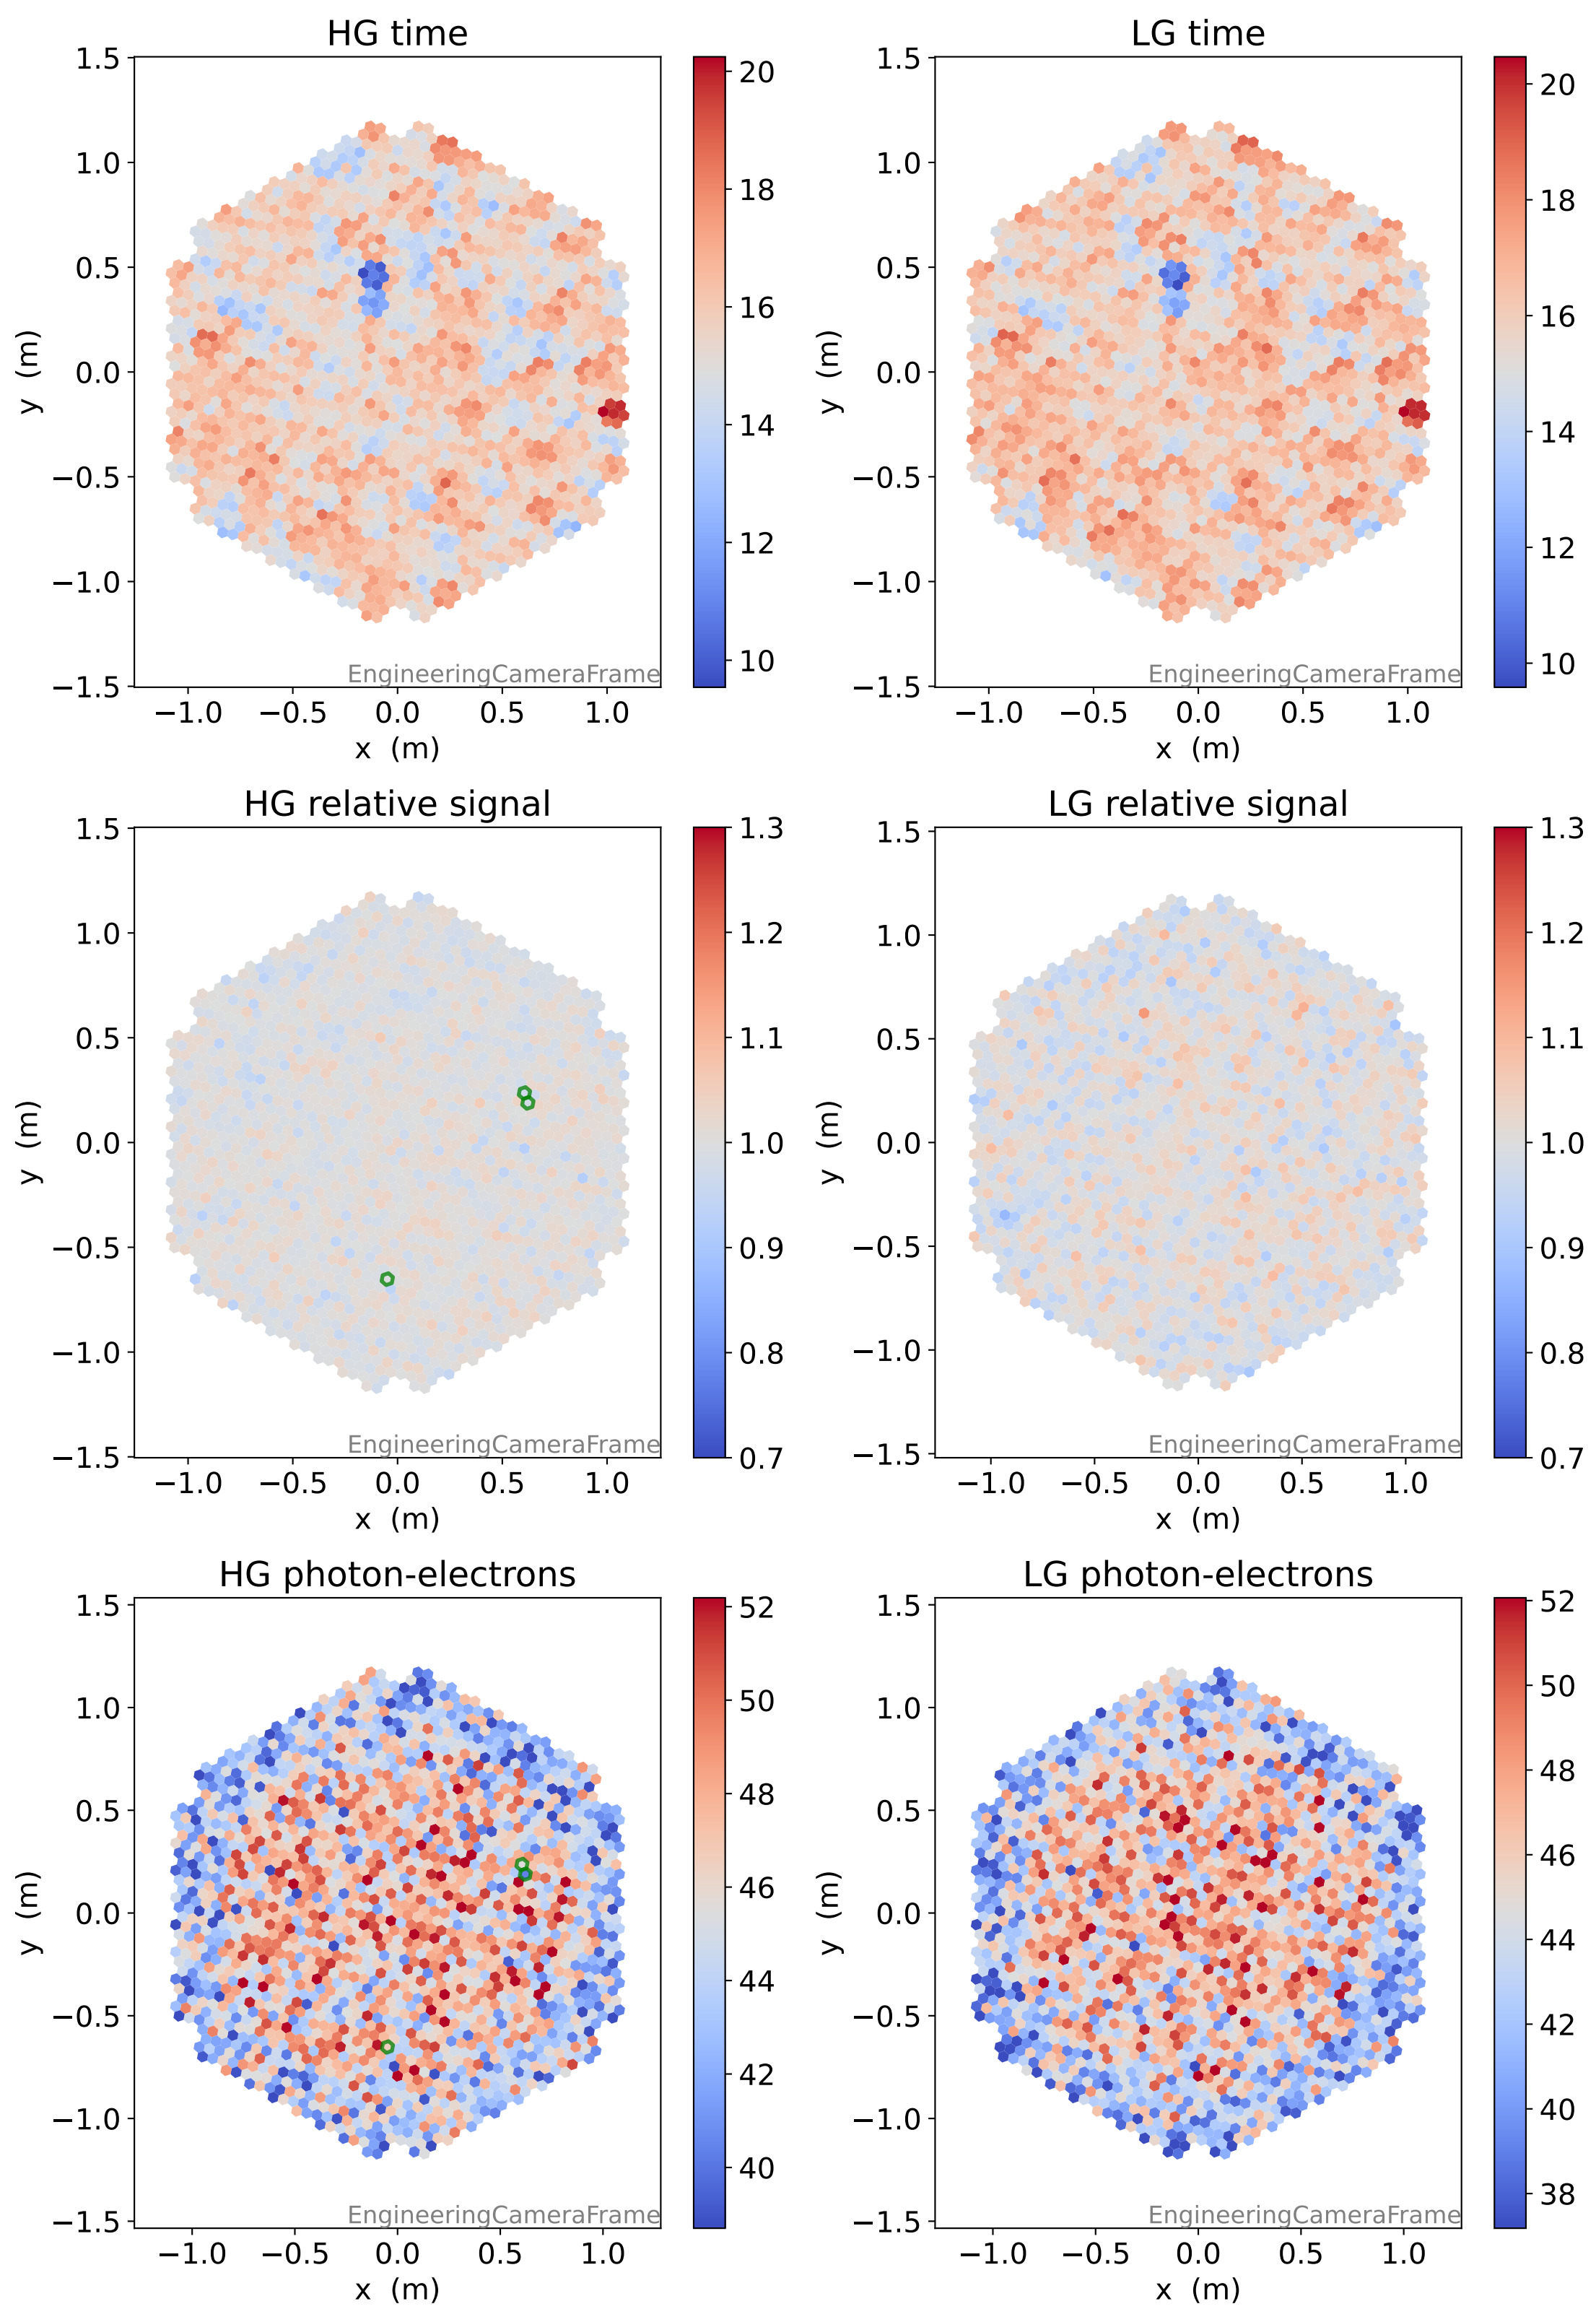 HG time
LG time
1.5
1.0
0.5
0.0
−0.5
−1.0
−1.5
y (m)
EngineeringCameraFrame
−1.0 −0.5 0.0 0.5 1.0
x (m)
20
18
16
14
12
10
1.5
1.0
0.5
0.0
−0.5
−1.0
−1.5
y (m)
EngineeringCameraFrame
−1.0 −0.5 0.0 0.5 1.0
x (m)
20
18
16
14
12
10
HG relative signal
LG relative signal
1.5
1.0
0.5
0.0
−0.5
−1.0
−1.5
y (m)
EngineeringCameraFrame
−1.0 −0.5 0.0 0.5 1.0
x (m)
1.3
1.2
1.1
1.0
0.9
0.8
0.7
1.5
1.0
0.5
0.0
−0.5
−1.0
−1.5
y (m)
EngineeringCameraFrame
−1.0 −0.5 0.0 0.5 1.0
x (m)
1.3
1.2
1.1
1.0
0.9
0.8
0.7
HG photon-electrons
LG photon-electrons
1.5
1.0
0.5
0.0
−0.5
−1.0
−1.5
y (m)
EngineeringCameraFrame
−1.0 −0.5 0.0 0.5 1.0
x (m)
52
50
48
46
44
42
40
1.5
1.0
0.5
0.0
−0.5
−1.0
−1.5
y (m)
EngineeringCameraFrame
−1.0 −0.5 0.0 0.5 1.0
x (m)
52
50
48
46
44
42
40
38